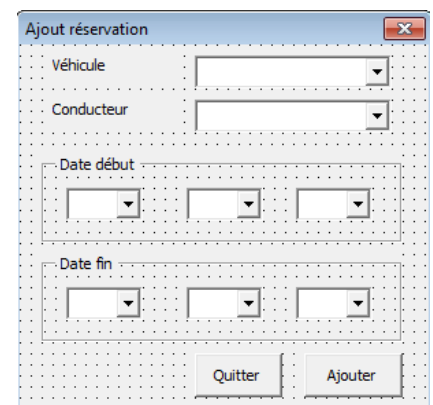 Ajout réservation
Véhicule
Conducteur
Date début
Date fin
Quitter Ajouter